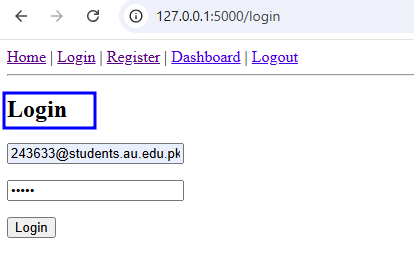 127.0.0.1:5000/login
Home | Login | Register | Dashboard | Logout
Login
243633@students.au.edu.pk
•••••
Login